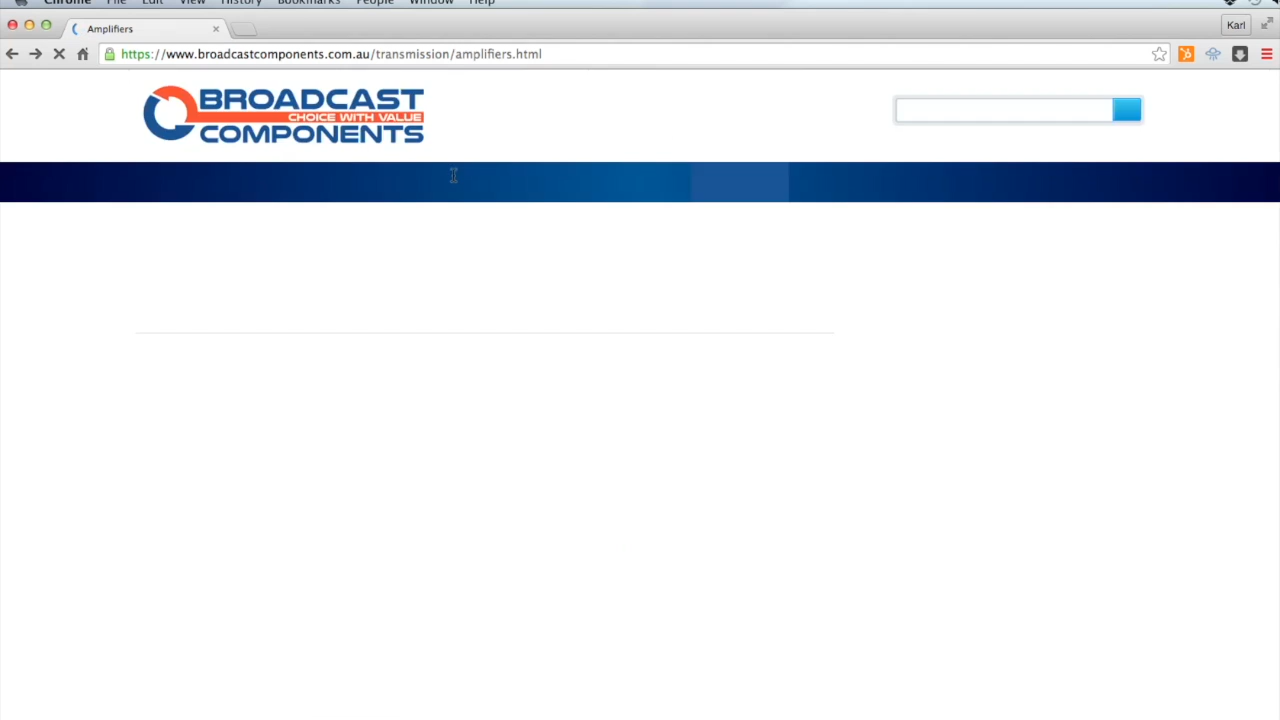 Chrome File Edit View History Bookmarks People Window Help
Amplifiers
Karl
https://www.broadcastcomponents.com.au/transmission/amplifiers.html
BROADCAST
CHOICE WITH VALUE
COMPONENTS